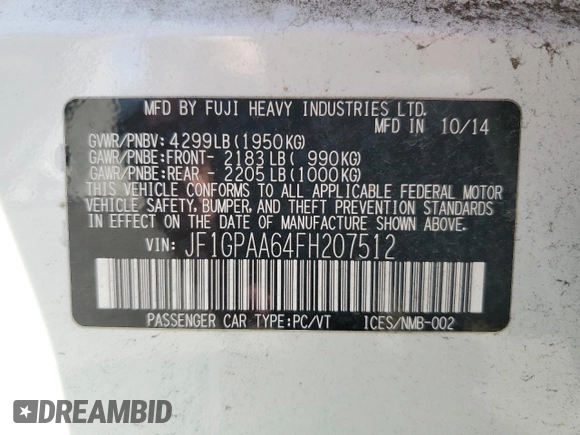 MFD BY FUJI HEAVY INDUSTRIES LTD.
MFD IN 10/14
GVWR/PNBV: 4299LB(1950KG)
GAWR/PNBE:FRONT- 2183LB( 990KG)
GAWR/PNBE:REAR - 2205LB(1000KG)
THIS VEHICLE CONFORMS TO ALL APPLICABLE FEDERAL MOTOR
VEHICLE SAFETY, BUMPER, AND THEFT PREVENTION STANDARDS
IN EFFECT ON THE DATE OF MANUFACTURE SHOWN ABOVE.
VIN: JF1GPAA64FH207512
PASSENGER CAR TYPE:PC/VT ICES/NMB-002
DREAMBID